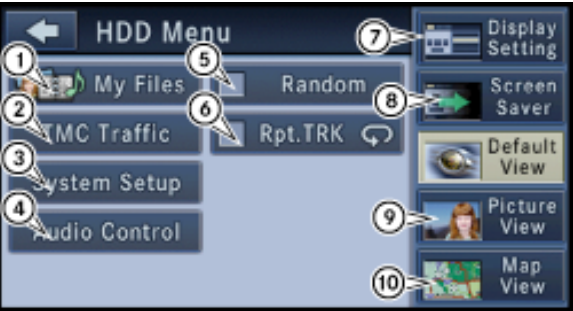 HDD Menu
1
My Files
2
TMC Traffic
3
System Setup
4
Audio Control
5
Random
6
Rpt.TRK
7
Display
Setting
8
Screen
Saver
Default
View
9
Picture
View
10
Map
View